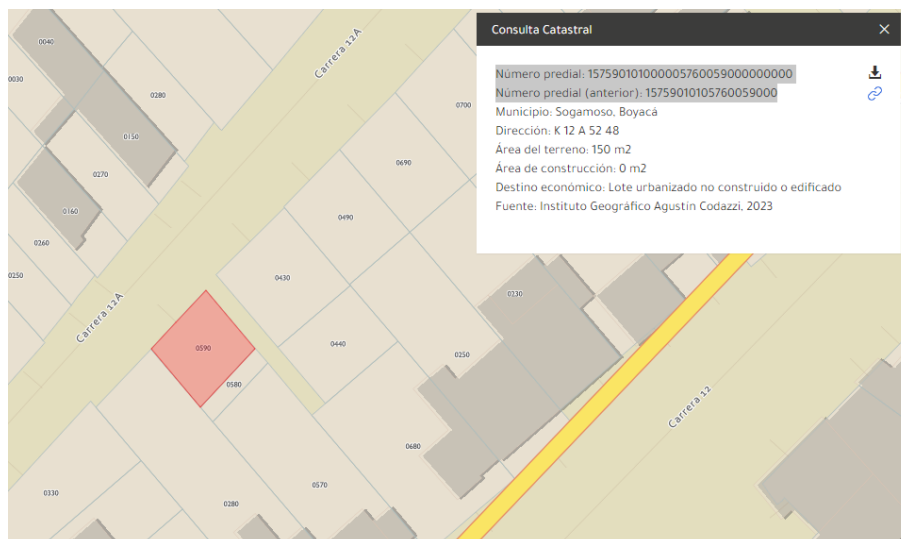 Consulta Catastral
Número predial: 157590101000005760059000000000
Número predial (anterior): 15759010105760059000
Municipio: Sogamoso, Boyacá
Dirección: K 12 A 52 48
Área del terreno: 150 m2
Área de construcción: 0 m2
Destino económico: Lote urbanizado no construido o edificado
Fuente: Instituto Geográfico Agustín Codazzi, 2023
0040
Carrera 12A
0030
0280
0700
0150
0690
0270
0160
0490
0260
0250
0430
0230
Carrera 12A
0590
0440
0250
0580
Carrera 12
0680
0570
0330
0280